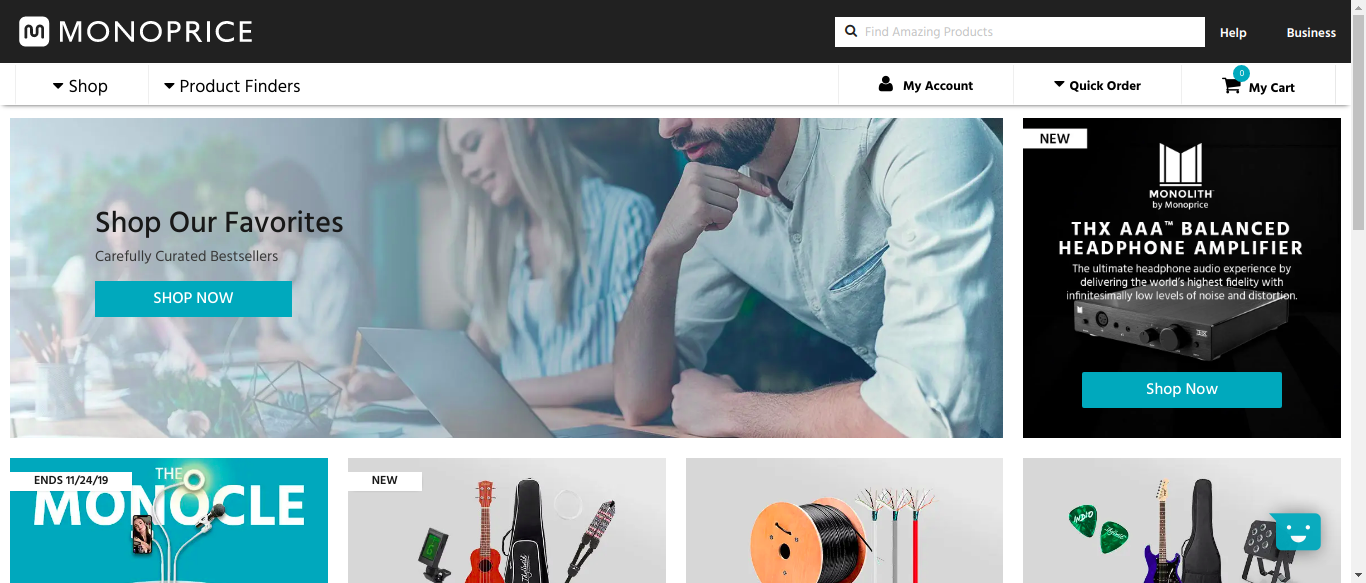 MONOPRICE
Find Amazing Products
Help
Business
Shop
Product Finders
My Account
Quick Order
0
My Cart
Shop Our Favorites
Carefully Curated Bestsellers
SHOP NOW
NEW
MONOLITH
by Monoprice
THX AAA™ BALANCED
HEADPHONE AMPLIFIER
The ultimate headphone audio experience by
delivering the world's highest fidelity with
infinitesimally low levels of noise and distortion.
Shop Now
ENDS 11/24/19
THE
MONOCLE
NEW
INDIO